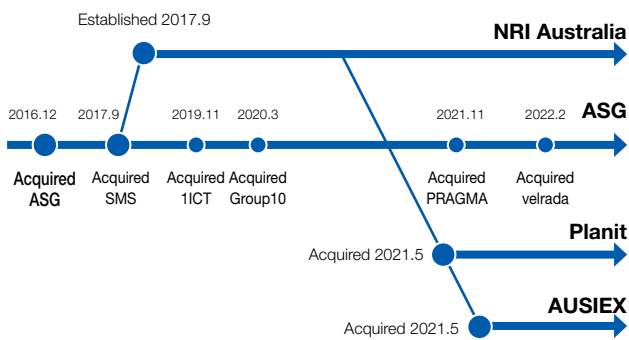 Established 2017.9
NRI Australia
2016.12
2017.9
2019.11
2020.3
2021.11
2022.2
ASG
Acquired
ASG
Acquired
SMS
Acquired
1ICT
Acquired
Group10
Acquired
PRAGMA
Acquired
velrada
Planit
Acquired 2021.5
AUSIEX
Acquired 2021.5